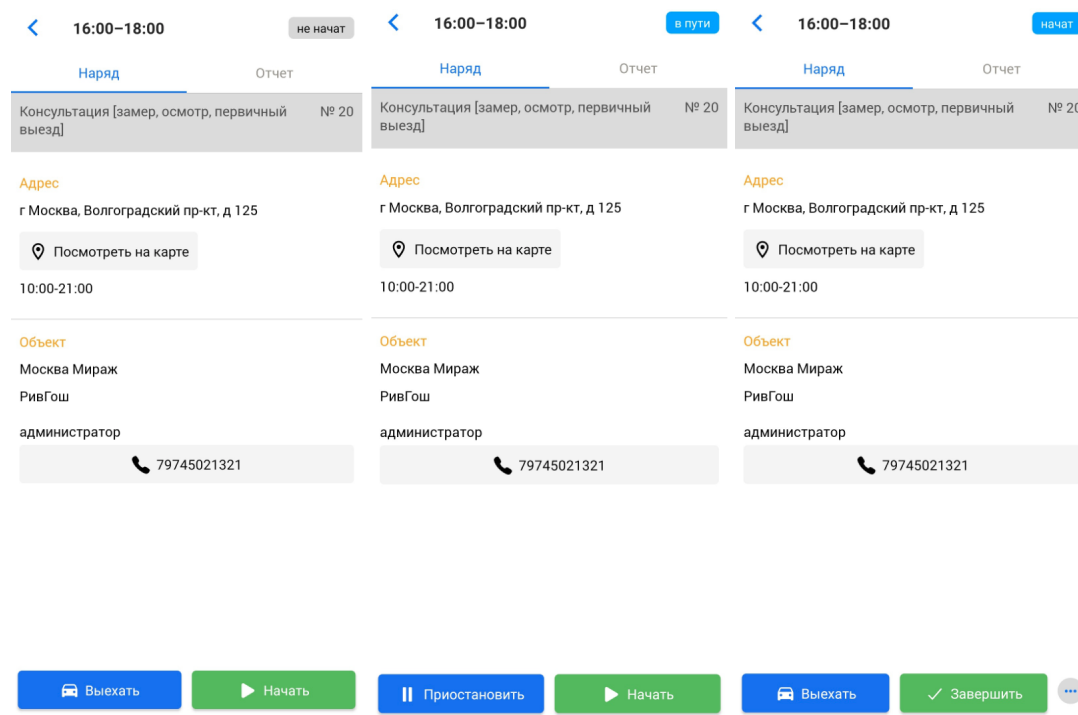 16:00–18:00
не начат
Наряд
Отчет
Консультация [замер, осмотр, первичный
№ 20
выезд]
Адрес
г Москва, Волгоградский пр-кт, д 125
Посмотреть на карте
10:00-21:00
Объект
Москва Мираж
РивГош
администратор
79745021321
Выехать
Начать
16:00–18:00
в пути
Наряд
Отчет
Консультация [замер, осмотр, первичный
№ 20
выезд]
Адрес
г Москва, Волгоградский пр-кт, д 125
Посмотреть на карте
10:00-21:00
Объект
Москва Мираж
РивГош
администратор
79745021321
Приостановить
Начать
16:00–18:00
начат
Наряд
Отчет
Консультация [замер, осмотр, первичный
№ 20
выезд]
Адрес
г Москва, Волгоградский пр-кт, д 125
Посмотреть на карте
10:00-21:00
Объект
Москва Мираж
РивГош
администратор
79745021321
Выехать
Завершить